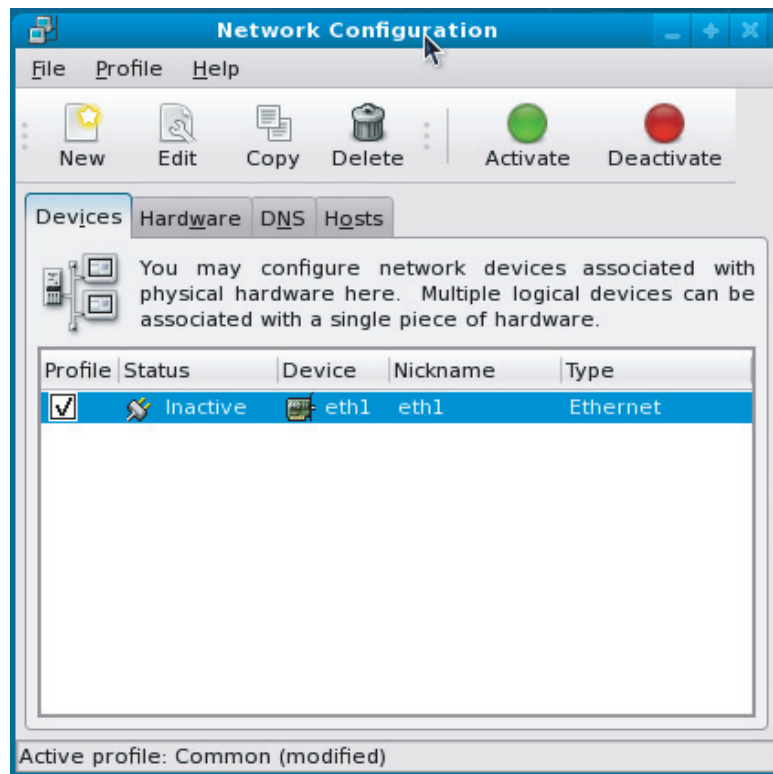 Network Configuration
File Profile Help
New Edit Copy Delete Activate Deactivate
Devices Hardware DNS Hosts
You may configure network devices associated with
physical hardware here. Multiple logical devices can be
associated with a single piece of hardware.
Profile Status Device Nickname Type
Inactive eth1 eth1 Ethernet
Active profile: Common (modified)